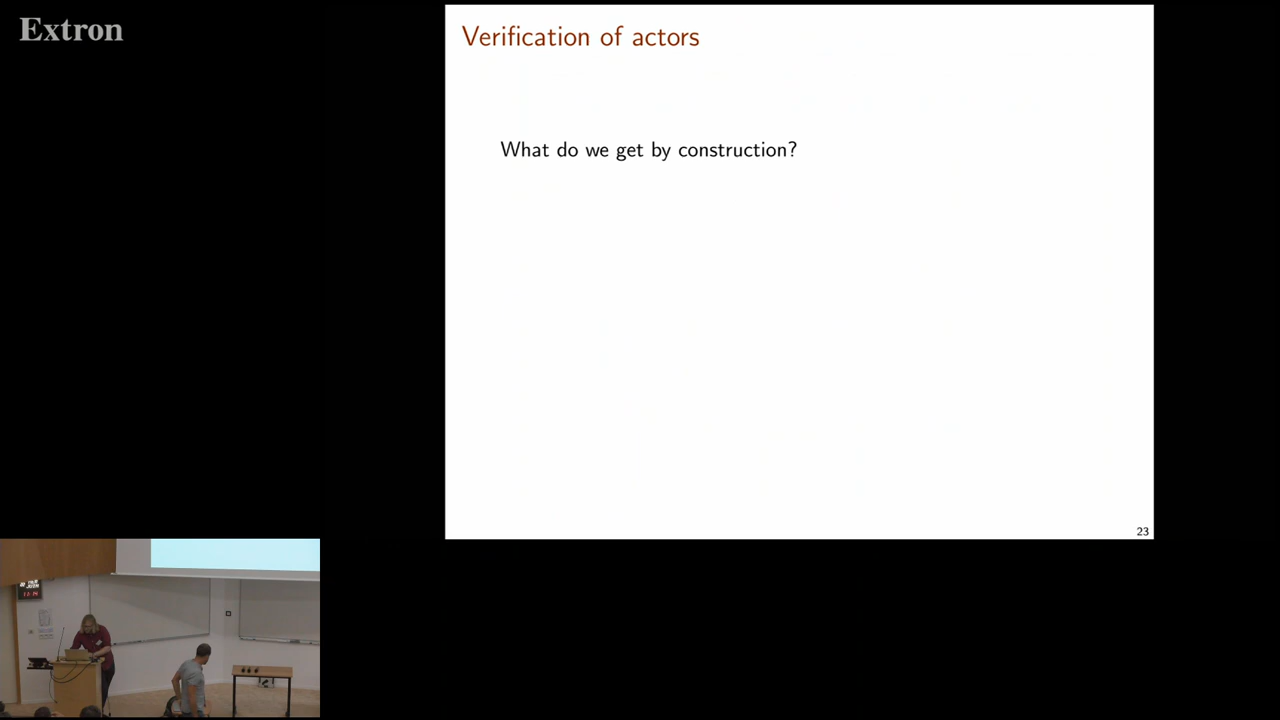 Extron
Verification of actors
What do we get by construction?
23